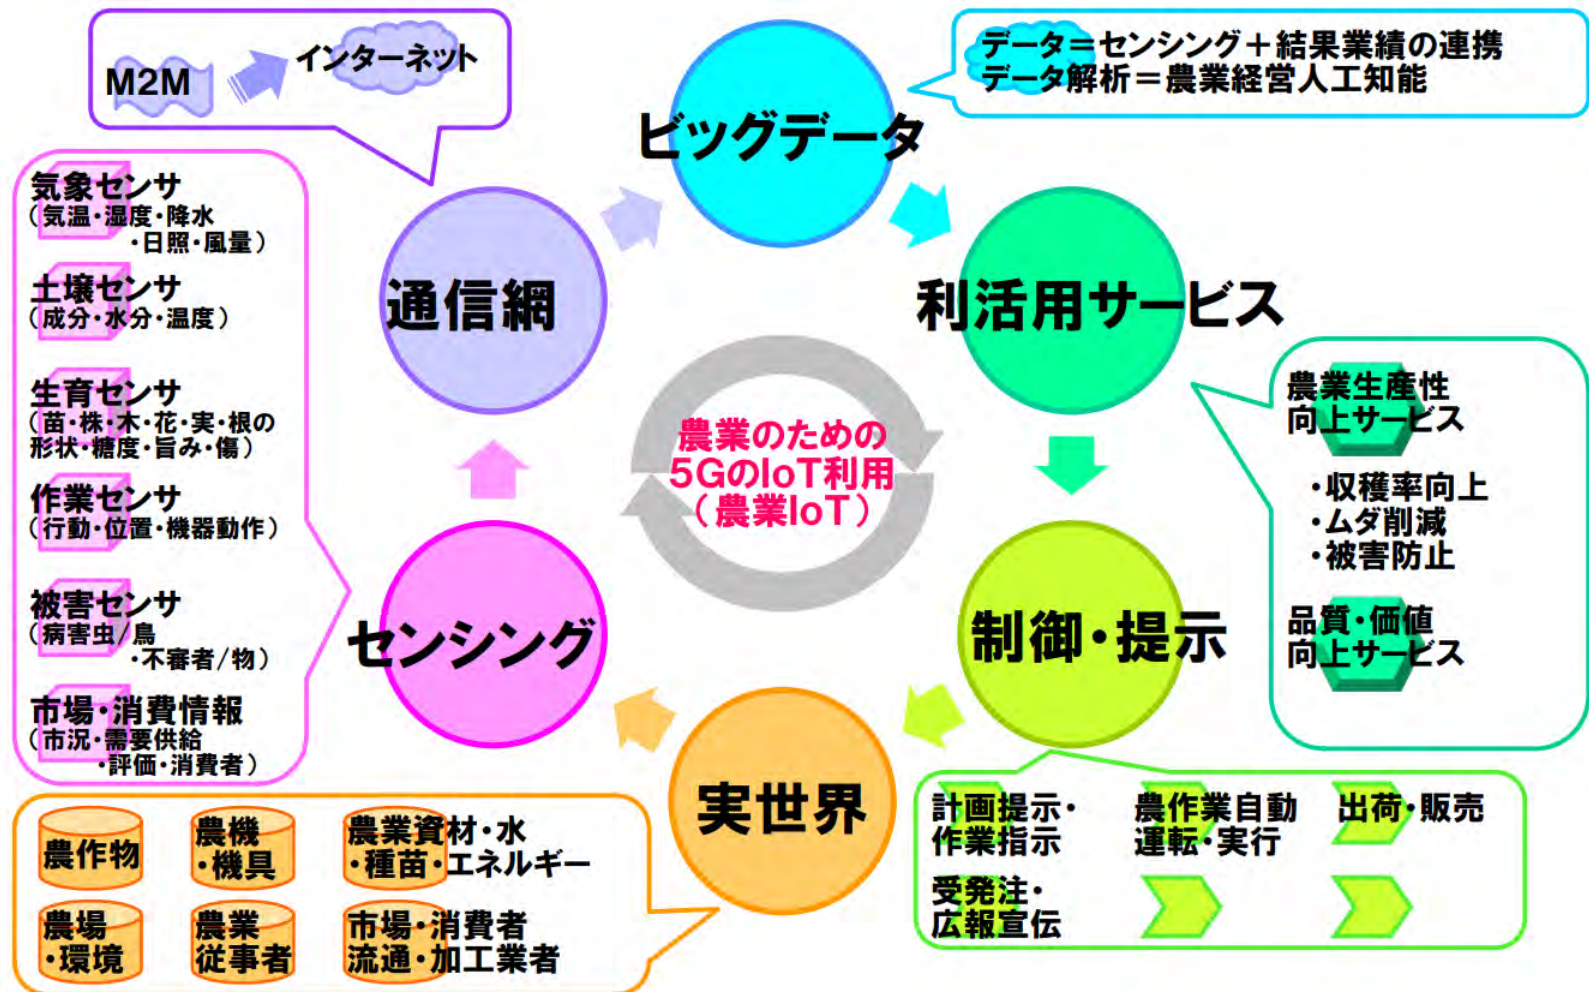 M2M
インターネット
データ＝センシング＋結果業績の連携
データ解析＝農業経営人工知能
ビッグデータ
通信網
利活用サービス
気象センサ
（気温・湿度・降水
・日照・風量）
土壌センサ
（成分・水分・温度）
生育センサ
（苗・株・木・花・実・根の
形状・糖度・旨み・傷）
作業センサ
（行動・位置・機器動作）
被害センサ
（病害虫/鳥
・不審者/物）
市場・消費情報
（市況・需要供給
・評価・消費者）
農業のための
5GのIoT利用
（農業IoT）
農業生産性
向上サービス
・収穫率向上
・ムダ削減
・被害防止
品質・価値
向上サービス
センシング
制御・提示
実世界
農作物
農機
・機具
農業資材・水
・種苗・エネルギー
農場
・環境
農業
従事者
市場・消費者
流通・加工業者
計画提示・
作業指示
農作業自動
運転・実行
出荷・販売
受発注・
広報宣伝